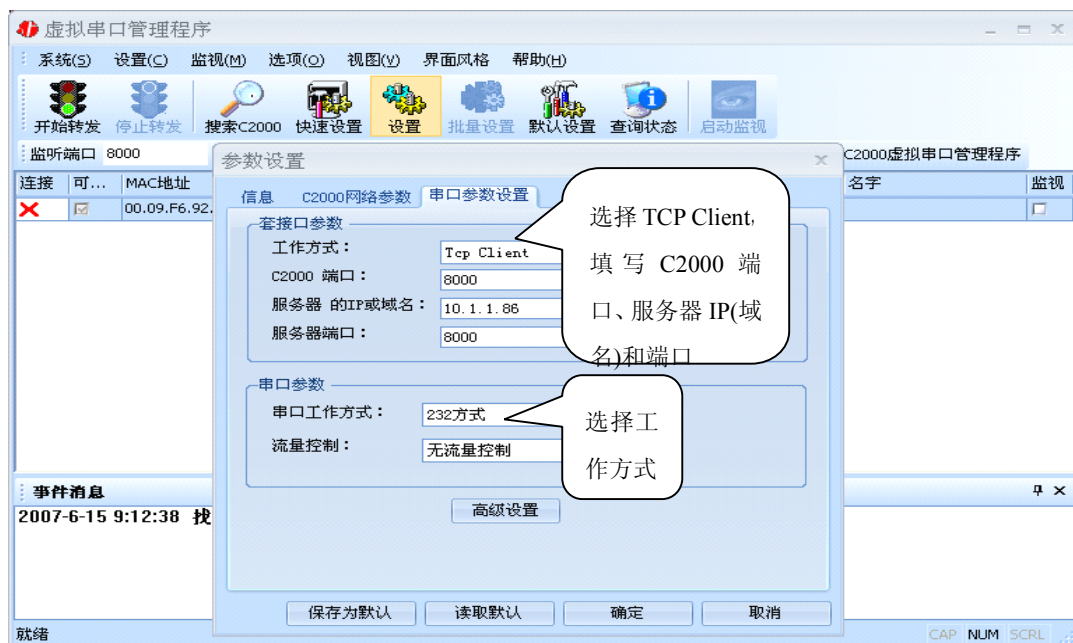 虚拟串口管理程序
系统(S) 设置(C) 监视(M) 选项(O) 视图(V) 界面风格 帮助(H)
开始转发 停止转发 搜索C2000 快速设置 设置 批量设置 默认设置 查询状态 启动监视
监听端口 8000
C2000虚拟串口管理程序
连接 可... MAC地址 名字 监视
00.09.F6.92.
参数设置
信息 C2000网络参数 串口参数设置
套接口参数
工作方式： Tcp Client
C2000 端口： 8000
服务器 的IP或域名： 10.1.1.86
服务器端口： 8000
选择 TCP Client,
填写 C2000 端
口、服务器 IP(域
名)和端口
串口参数
串口工作方式： 232方式
流量控制： 无流量控制
选择工
作方式
高级设置
保存为默认 读取默认 确定 取消
事件消息
2007-6-15 9:12:38 找
就绪
CAP NUM SCRL